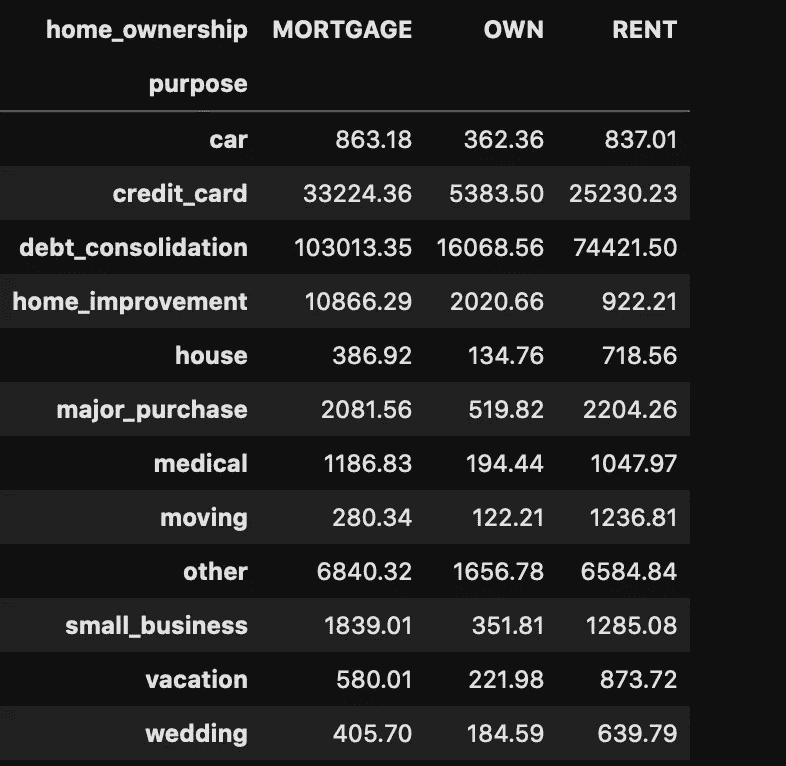 home_ownership MORTGAGE OWN RENT
purpose
car 863.18 362.36 837.01
credit_card 33224.36 5383.50 25230.23
debt_consolidation 103013.35 16068.56 74421.50
home_improvement 10866.29 2020.66 922.21
house 386.92 134.76 718.56
major_purchase 2081.56 519.82 2204.26
medical 1186.83 194.44 1047.97
moving 280.34 122.21 1236.81
other 6840.32 1656.78 6584.84
small_business 1839.01 351.81 1285.08
vacation 580.01 221.98 873.72
wedding 405.70 184.59 639.79